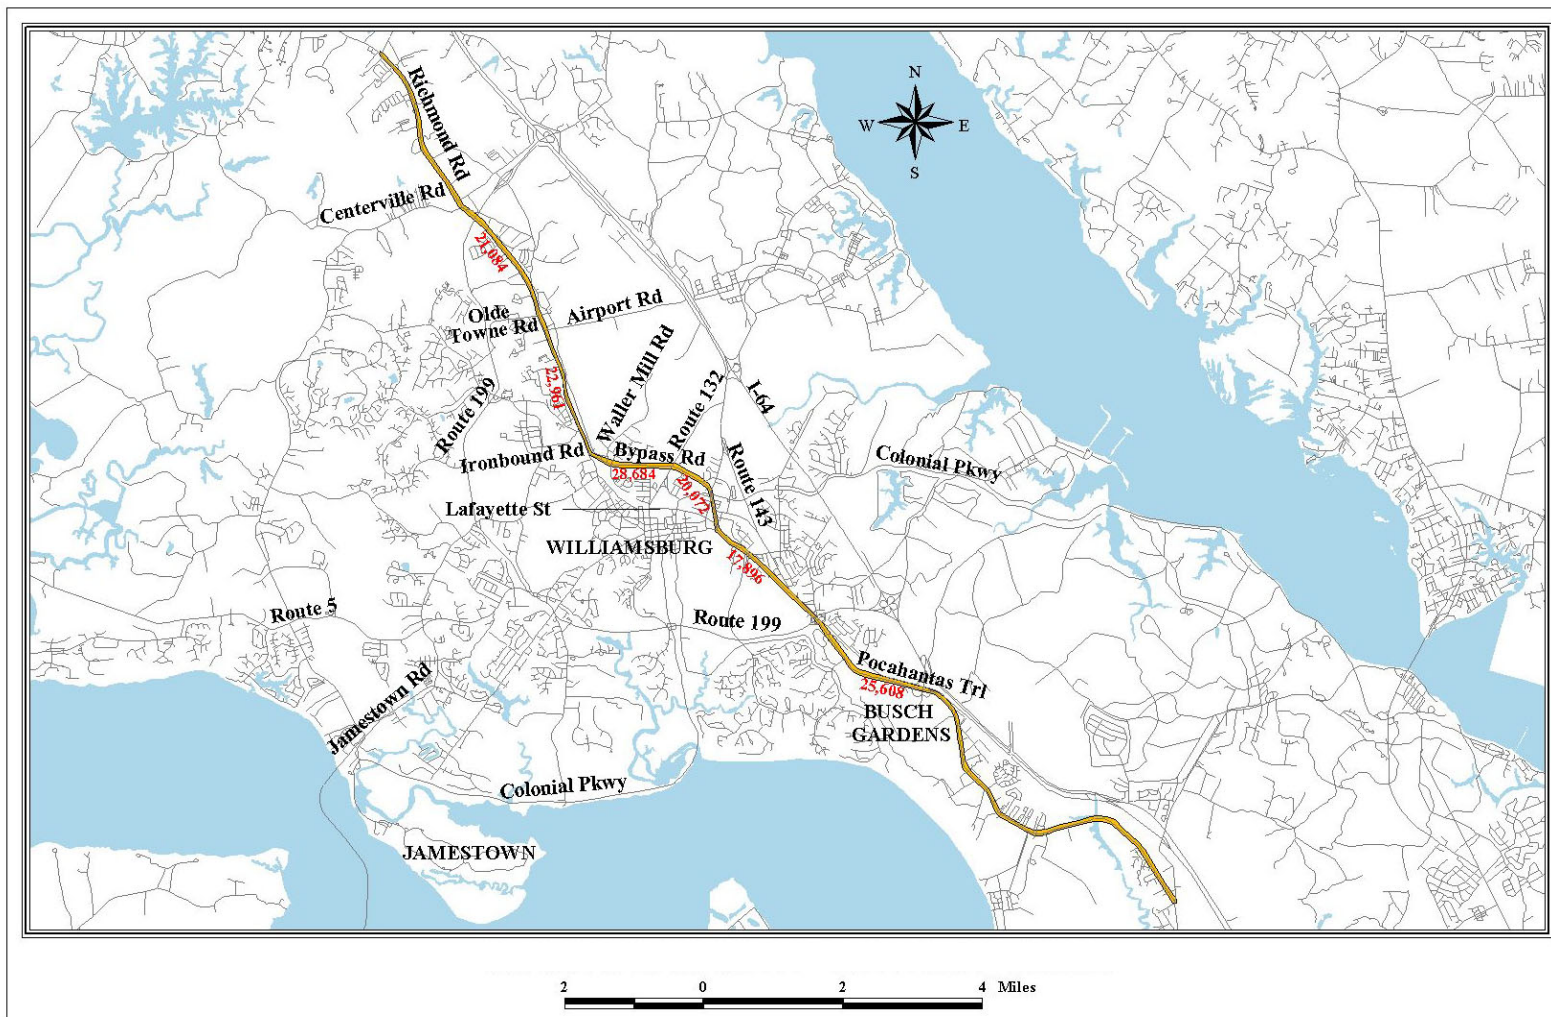 N
W E
S
Richmond Rd
Centerville Rd
21,084
Olde
Towne Rd
Airport Rd
Waller Mill Rd
22,961
Route 199
Route 132
I-64
Ironbound Rd
Bypass Rd
28,684
20,072
Route 143
Colonial Pkwy
Lafayette St
WILLIAMSBURG
17,896
Route 5
Route 199
Pocahantas Trl
25,608
BUSCH
GARDENS
Jamestown Rd
Colonial Pkwy
JAMESTOWN
2 0 2 4 Miles